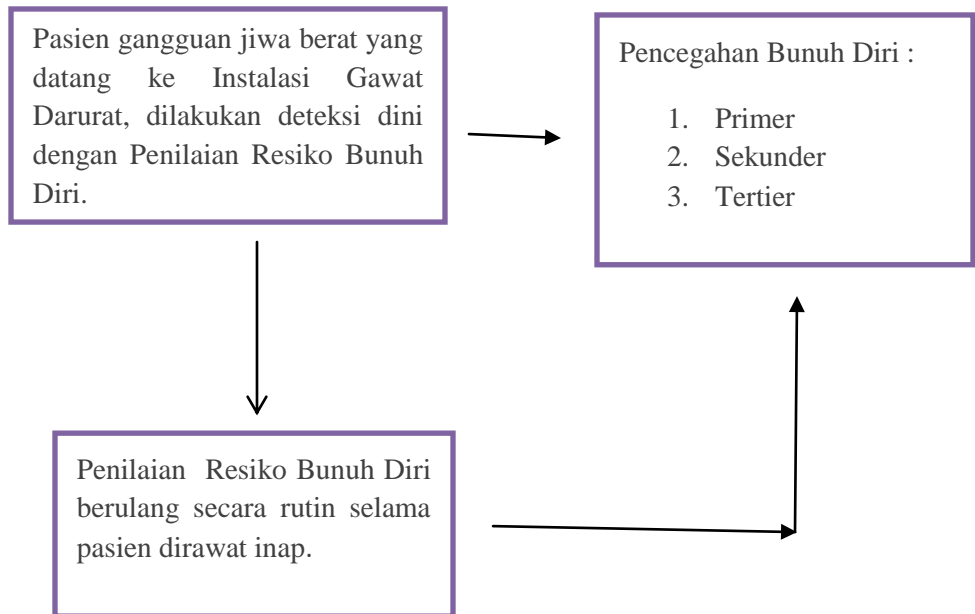 Pasien gangguan jiwa berat yang
datang ke Instalasi Gawat
Darurat, dilakukan deteksi dini
dengan Penilaian Resiko Bunuh
Diri.
Pencegahan Bunuh Diri :
1. Primer
2. Sekunder
3. Tertier
Penilaian Resiko Bunuh Diri
berulang secara rutin selama
pasien dirawat inap.